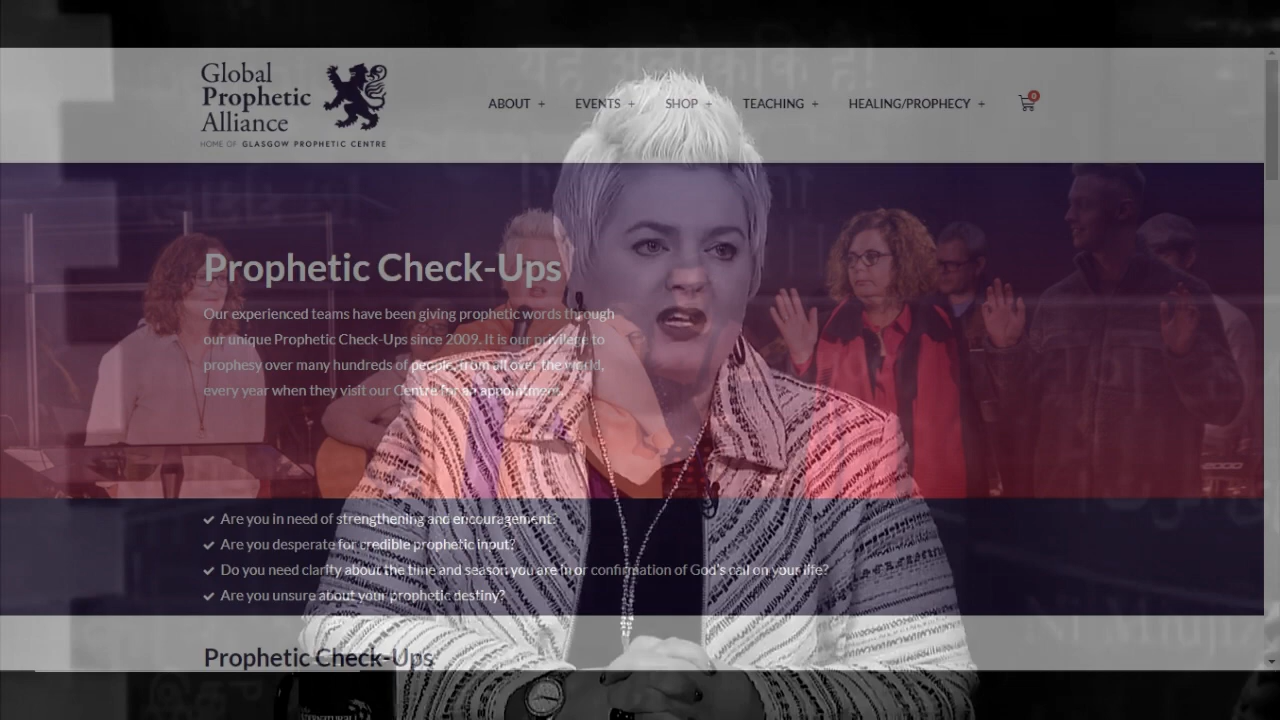 यह अलौकिक है!
Global
Prophetic
Alliance
HOME OF GLASGOW PROPHETIC CENTRE
ABOUT + EVENTS + SHOP + TEACHING + HEALING/PROPHECY + 0
Prophetic Check-Ups
Our experienced teams have been giving prophetic words through
our unique Prophetic Check-Ups since 2009. It is our privilege to
prophesy over many hundreds of people, from all over the world,
every year when they visit our Centre for an appointment.
Are you in need of strengthening and encouragement?
Are you desperate for credible prophetic input?
Do you need clarity about the time and season you are in or confirmation of God's call on your life?
Are you unsure about your prophetic destiny?
Prophetic Check-Ups